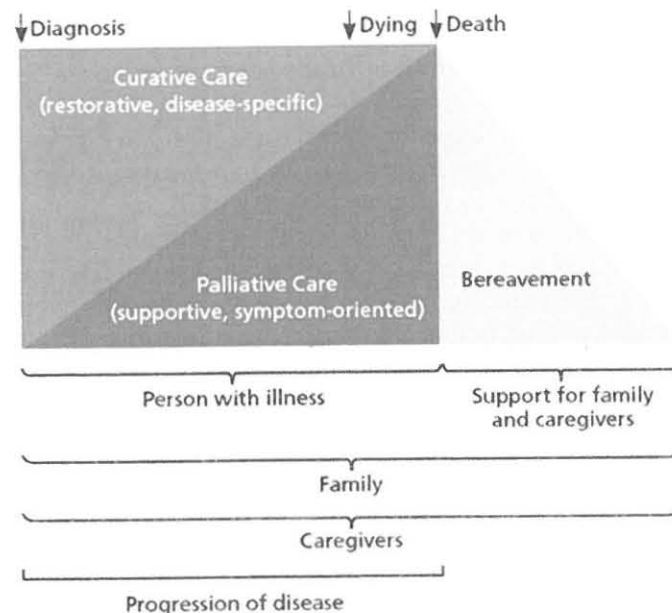 Diagnosis Dying Death
Curative Care
(restorative, disease-specific)
Palliative Care
(supportive, symptom-oriented)
Bereavement
Person with illness
Support for family
and caregivers
Family
Caregivers
Progression of disease